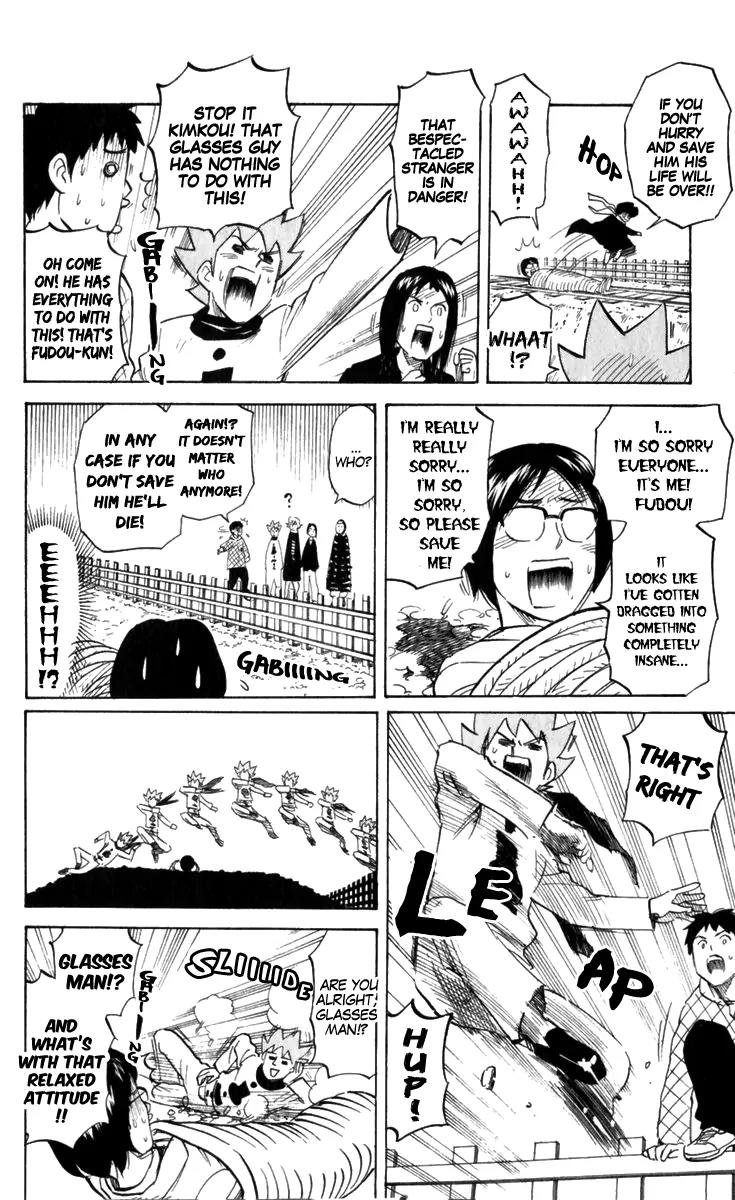 IF YOU
DON'T
HURRY
AND SAVE
HIM HIS
LIFE WILL
BE OVER!!
HOP
AWAWAHH!
WHAAT
!?
THAT
BESPEC-
TACLED
STRANGER
IS IN
DANGER!
STOP IT
KIMKOU! THAT
GLASSES GUY
HAS NOTHING
TO DO WITH
THIS!
GABIIIING
OH COME
ON! HE HAS
EVERYTHING
TO DO WITH
THIS! THAT'S
FUDOU-KUN!
I...
I'M SO SORRY
EVERYONE...
IT'S ME!
FUDOU!
IT
LOOKS LIKE
I'VE GOTTEN
DRAGGED INTO
SOMETHING
COMPLETELY
INSANE...
I'M REALLY
REALLY
SORRY...
I'M SO
SORRY,
SO PLEASE
SAVE
ME!
...
WHO?
?
AGAIN!?
IT DOESN'T
MATTER
WHO
ANYMORE!
IN ANY
CASE IF YOU
DON'T SAVE
HIM HE'LL
DIE!
EEEEHHH!?
GABIIIING
THAT'S
RIGHT
LEAP
HUP!
ARE YOU
ALRIGHT,
GLASSES
MAN!?
SLIIIIDE
GABIIING
GLASSES
MAN!?
AND
WHAT'S
WITH THAT
RELAXED
ATTITUDE
!!